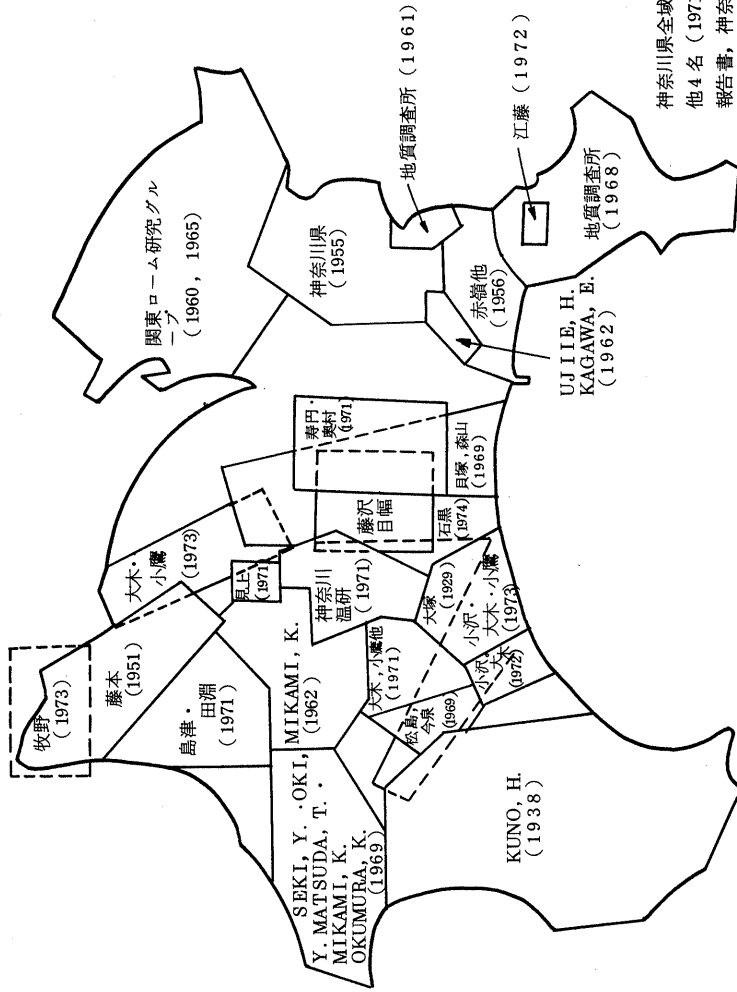 関東ローム研究グル
ープ
(1960, 1965)
神奈川県
(1955)
地質調査所 (1961)
江藤 (1972)
地質調査所
(1968)
赤嶺他
(1956)
UJIIE, H.
KAGAWA, E.
(1962)
寿円・
奥村
(1971)
貝塚,森山
(1969)
藤沢
目幅
石黒
(1974)
大木・
小鷹
(1973)
見上
(1971)
神奈川
温研
(1971)
大塚
(1929)
小沢・
大木・小鷹
(1973)
小沢・
大木
(1972)
大木,小鷹他
(1971)
松島
今泉
(1969)
牧野
(1973)
藤本
(1951)
島津・
田淵
(1971)
MIKAMI, K.
(1962)
SEKI, Y. ・OKI,
Y. MATSUDA, T. ・
MIKAMI, K.
OKUMURA, K.
(1969)
KUNO, H.
(1938)
神奈川県全域
他4名 (197
報告書, 神奈